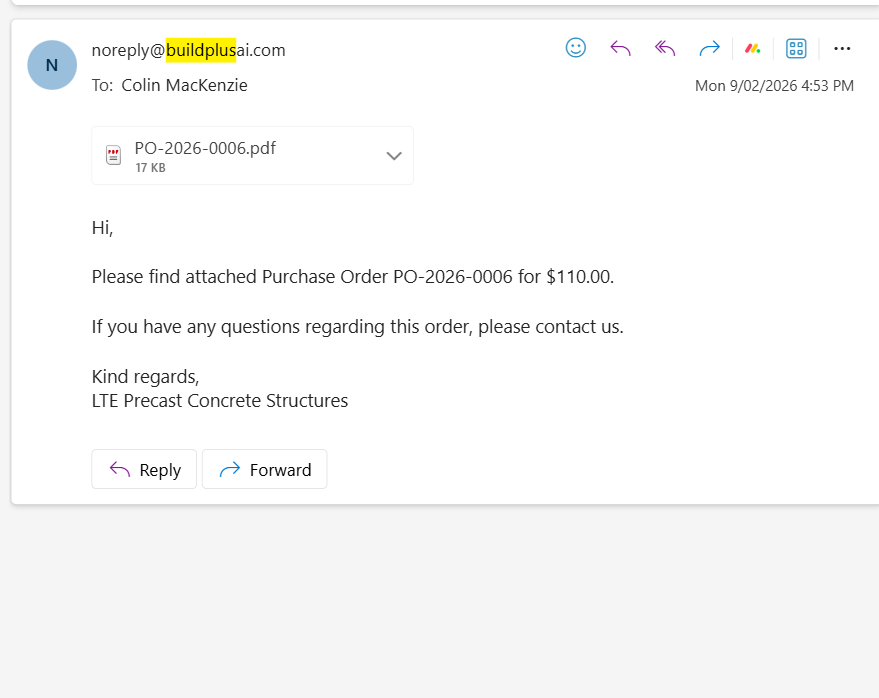 N
noreply@buildplusai.com
To: Colin MacKenzie
Mon 9/02/2026 4:53 PM
PDF
PO-2026-0006.pdf
17 KB
Hi,
Please find attached Purchase Order PO-2026-0006 for $110.00.
If you have any questions regarding this order, please contact us.
Kind regards,
LTE Precast Concrete Structures
Reply
Forward